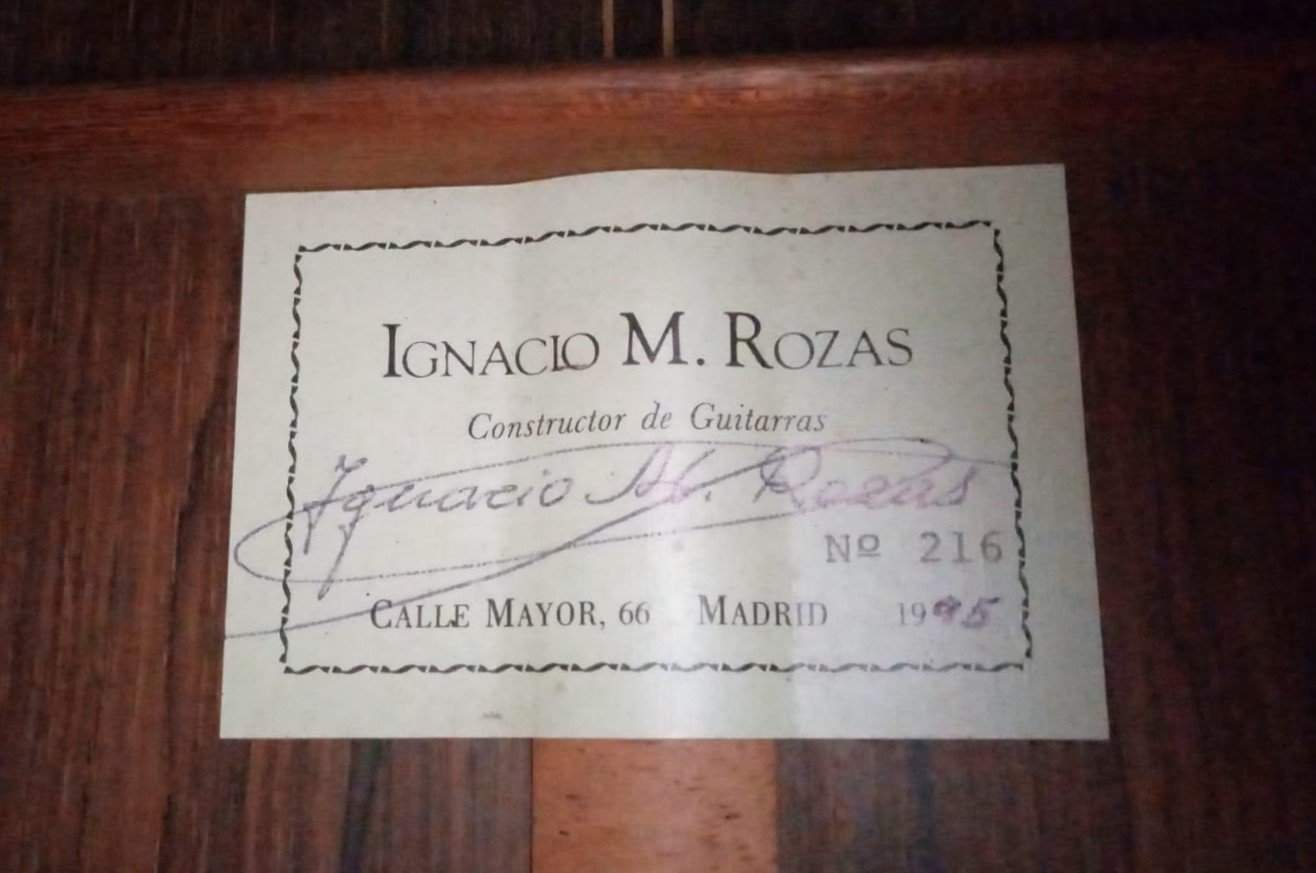 IGNACIO M. ROZAS
Constructor de Guitarras
Ignacio M. Rozas
Nº 216
CALLE MAYOR, 66 MADRID 1995